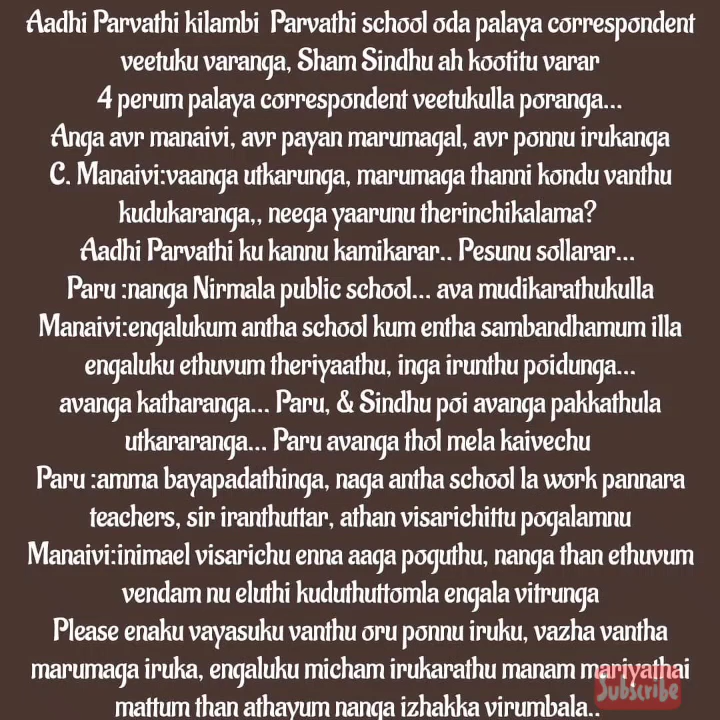 Aadhi Parvathi kilambi Parvathi school oda palaya correspondent
veetuku varanga, Sham Sindhu ah kootitu varar
4 perum palaya correspondent veetukulla poranga...
Anga avr manaivi, avr payan marumagal, avr ponnu irukanga
C. Manaivi:vaanga utkarunga, marumaga thanni kondu vanthu
kudukaranga,, neega yaarunu therinchikalama?
Aadhi Parvathi ku kannu kamikarar.. Pesunu sollarar...
Paru :nanga Nirmala public school... ava mudikarathukulla
Manaivi:engalukum antha school kum entha sambandhamum illa
engaluku ethuvum theriyaathu, inga irunthu poidunga...
avanga katharanga... Paru, & Sindhu poi avanga pakkathula
utkararanga... Paru avanga thol mela kaivechu
Paru :amma bayapadathinga, naga antha school la work pannara
teachers, sir iranthuttar, athan visarichittu pogalamnu
Manaivi:inimael visarichu enna aaga poguthu, nanga than ethuvum
vendam nu eluthi kuduthuttomla engala vitrunga
Please enaku vayasuku vanthu oru ponnu iruku, vazha vantha
marumaga iruka, engaluku micham irukarathu manam mariyathai
mattum than athayum nanga izhakka virumbala..
Subscribe